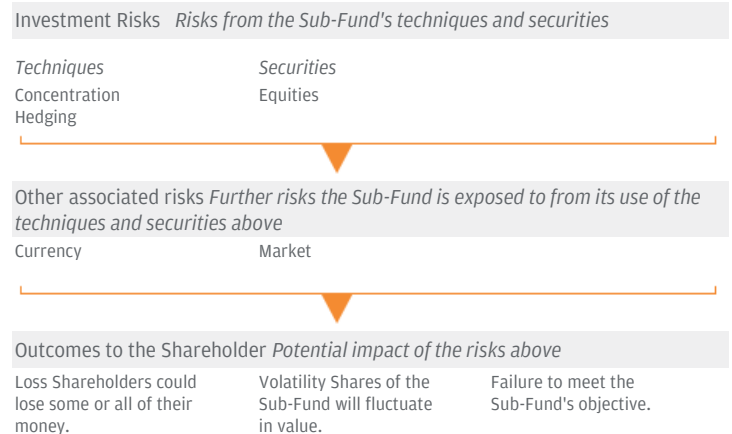 Investment Risks Risks from the Sub-Fund's techniques and securities
Techniques
Concentration
Hedging
Securities
Equities
Other associated risks Further risks the Sub-Fund is exposed to from its use of the
techniques and securities above
Currency
Market
Outcomes to the Shareholder Potential impact of the risks above
Loss Shareholders could
lose some or all of their
money.
Volatility Shares of the
Sub-Fund will fluctuate
in value.
Failure to meet the
Sub-Fund's objective.